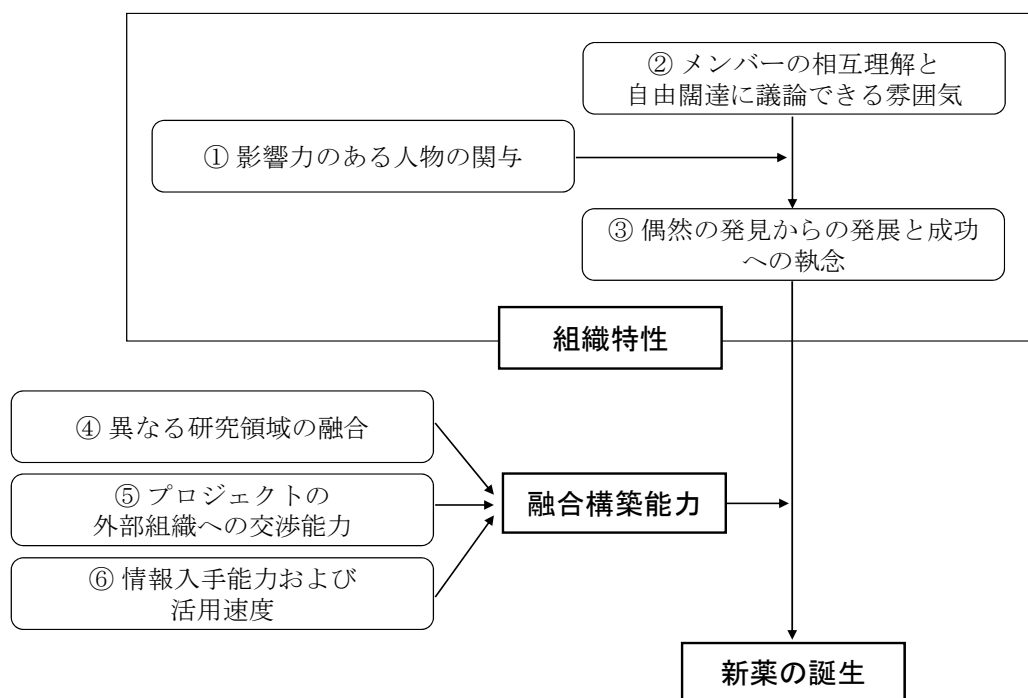 ② メンバーの相互理解と
自由闊達に議論できる雰囲気
① 影響力のある人物の関与
③ 偶然の発見からの発展と成功
への執念
組織特性
④ 異なる研究領域の融合
⑤ プロジェクトの
外部組織への交渉能力
融合構築能力
⑥ 情報入手能力および
活用速度
新薬の誕生